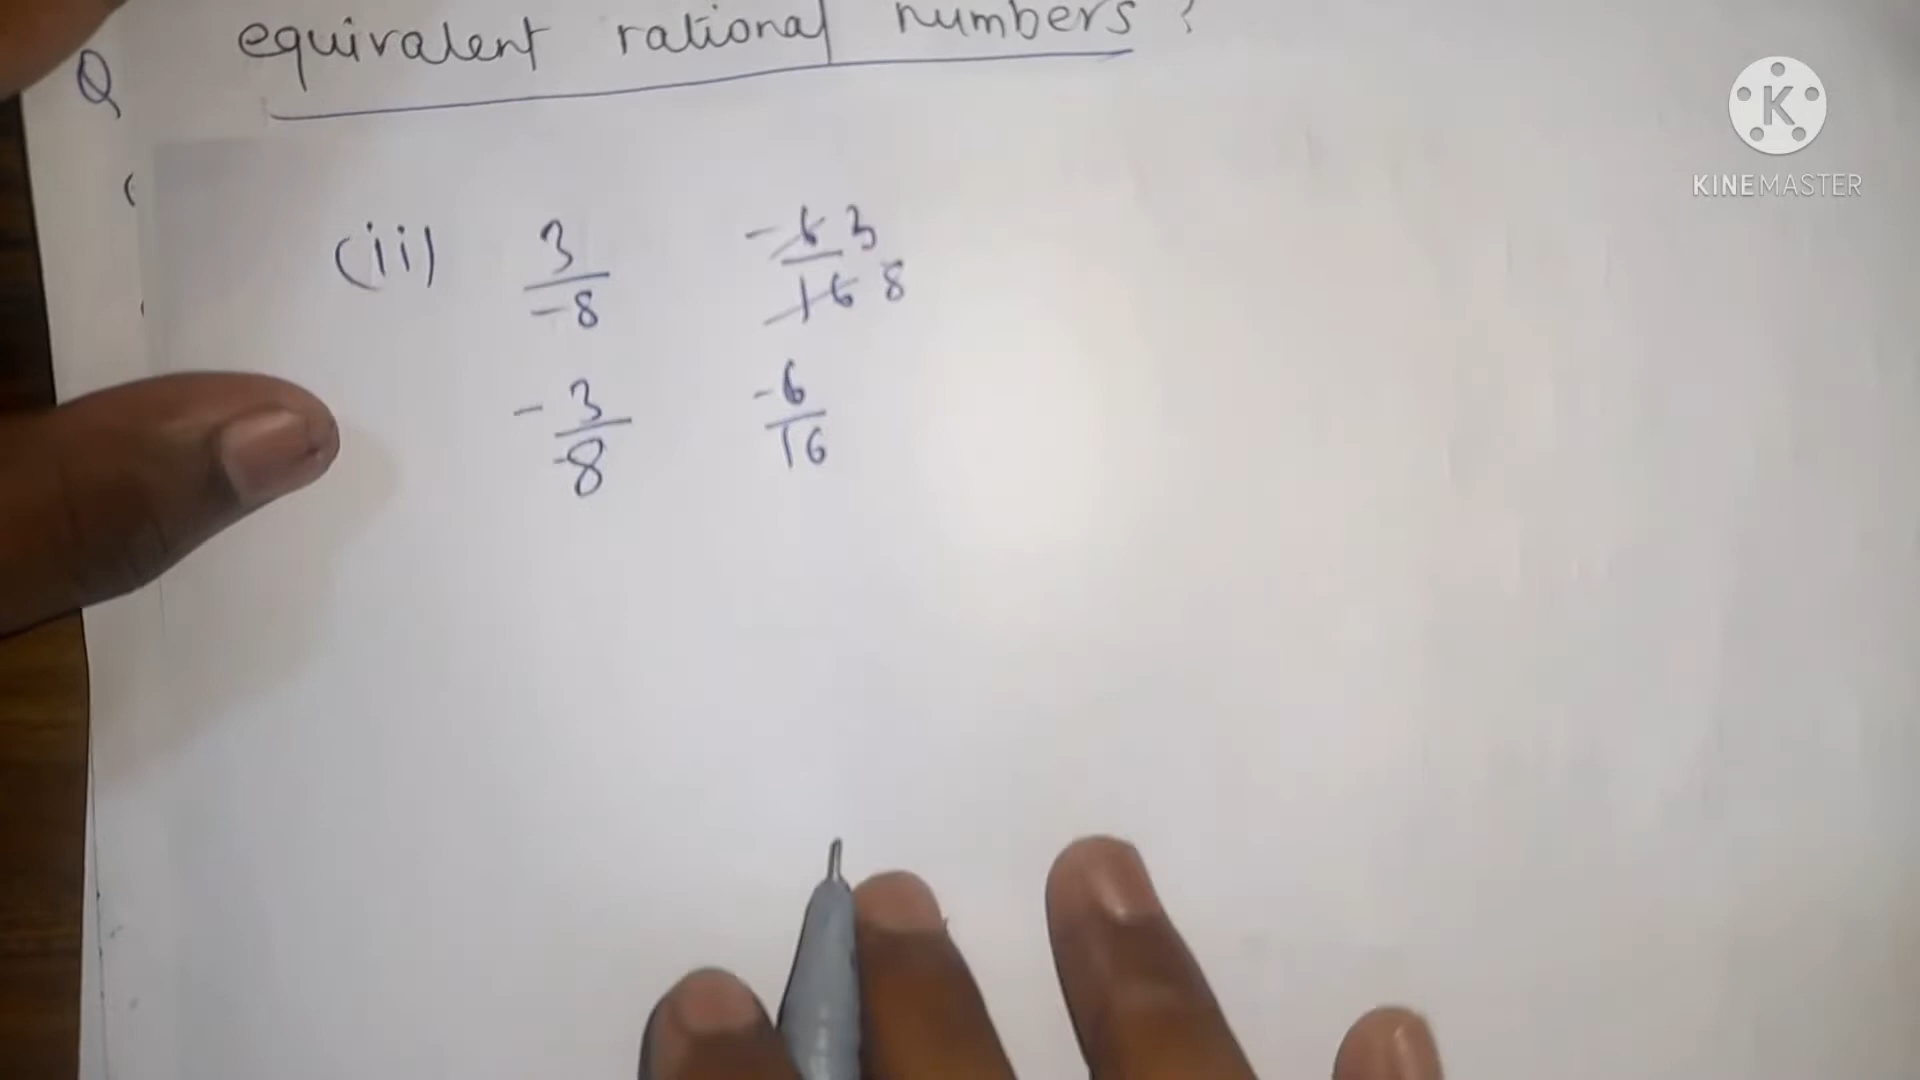 equivalent rational numbers ?
Q
(ii) 3/-8 -6/16 3/8
-3/-8 -6/16
KINEMASTER